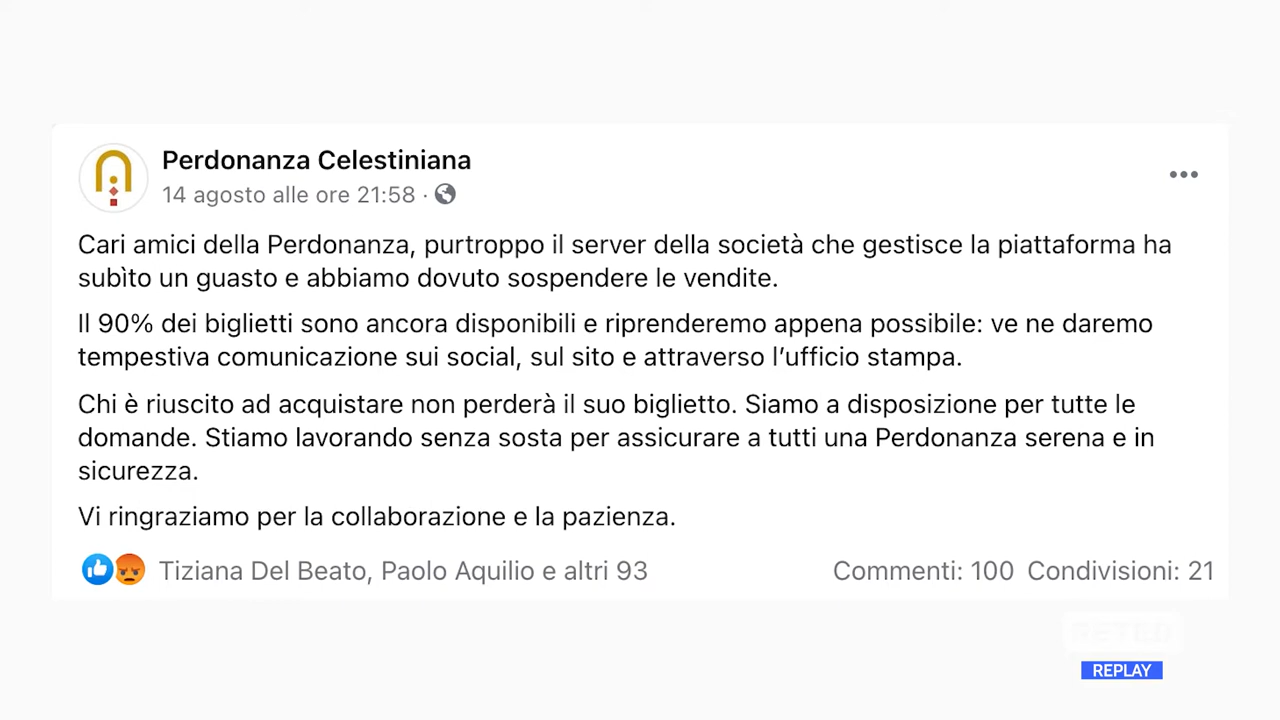 Perdonanza Celestiniana
14 agosto alle ore 21:58 ·
Cari amici della Perdonanza, purtroppo il server della società che gestisce la piattaforma ha
subìto un guasto e abbiamo dovuto sospendere le vendite.
Il 90% dei biglietti sono ancora disponibili e riprenderemo appena possibile: ve ne daremo
tempestiva comunicazione sui social, sul sito e attraverso l’ufficio stampa.
Chi è riuscito ad acquistare non perderà il suo biglietto. Siamo a disposizione per tutte le
domande. Stiamo lavorando senza sosta per assicurare a tutti una Perdonanza serena e in
sicurezza.
Vi ringraziamo per la collaborazione e la pazienza.
Tiziana Del Beato, Paolo Aquilio e altri 93 Commenti: 100 Condivisioni: 21
REPLAY